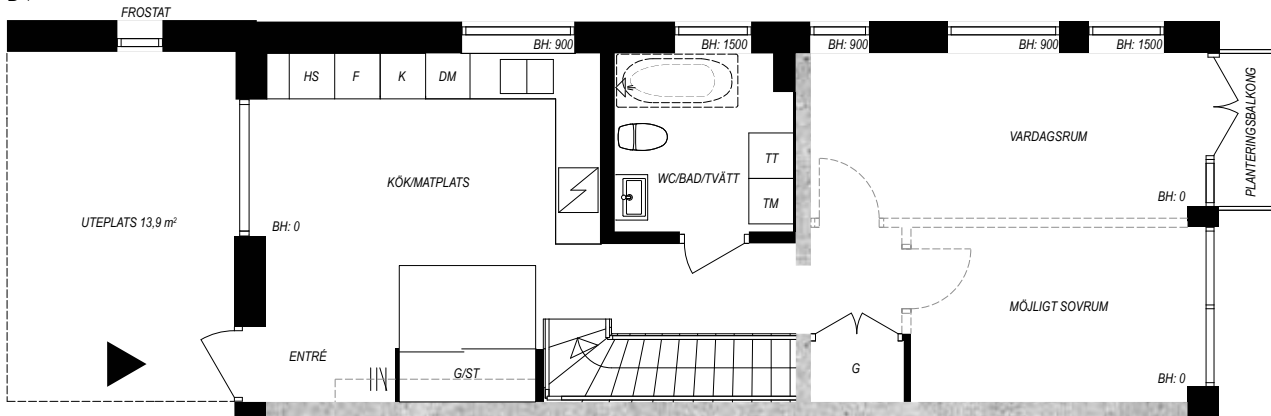 FROSTAT
BH: 900
BH: 1500
BH: 900
BH: 900
BH: 1500
HS
F
K
DM
PLANTERINGSBALKONG
VARDAGSRUM
TT
KÖK/MATPLATS
WC/BAD/TVÄTT
TM
BH: 0
UTEPLATS 13,9 m²
BH: 0
MÖJLIGT SOVRUM
ENTRÉ
G/ST
G
BH: 0